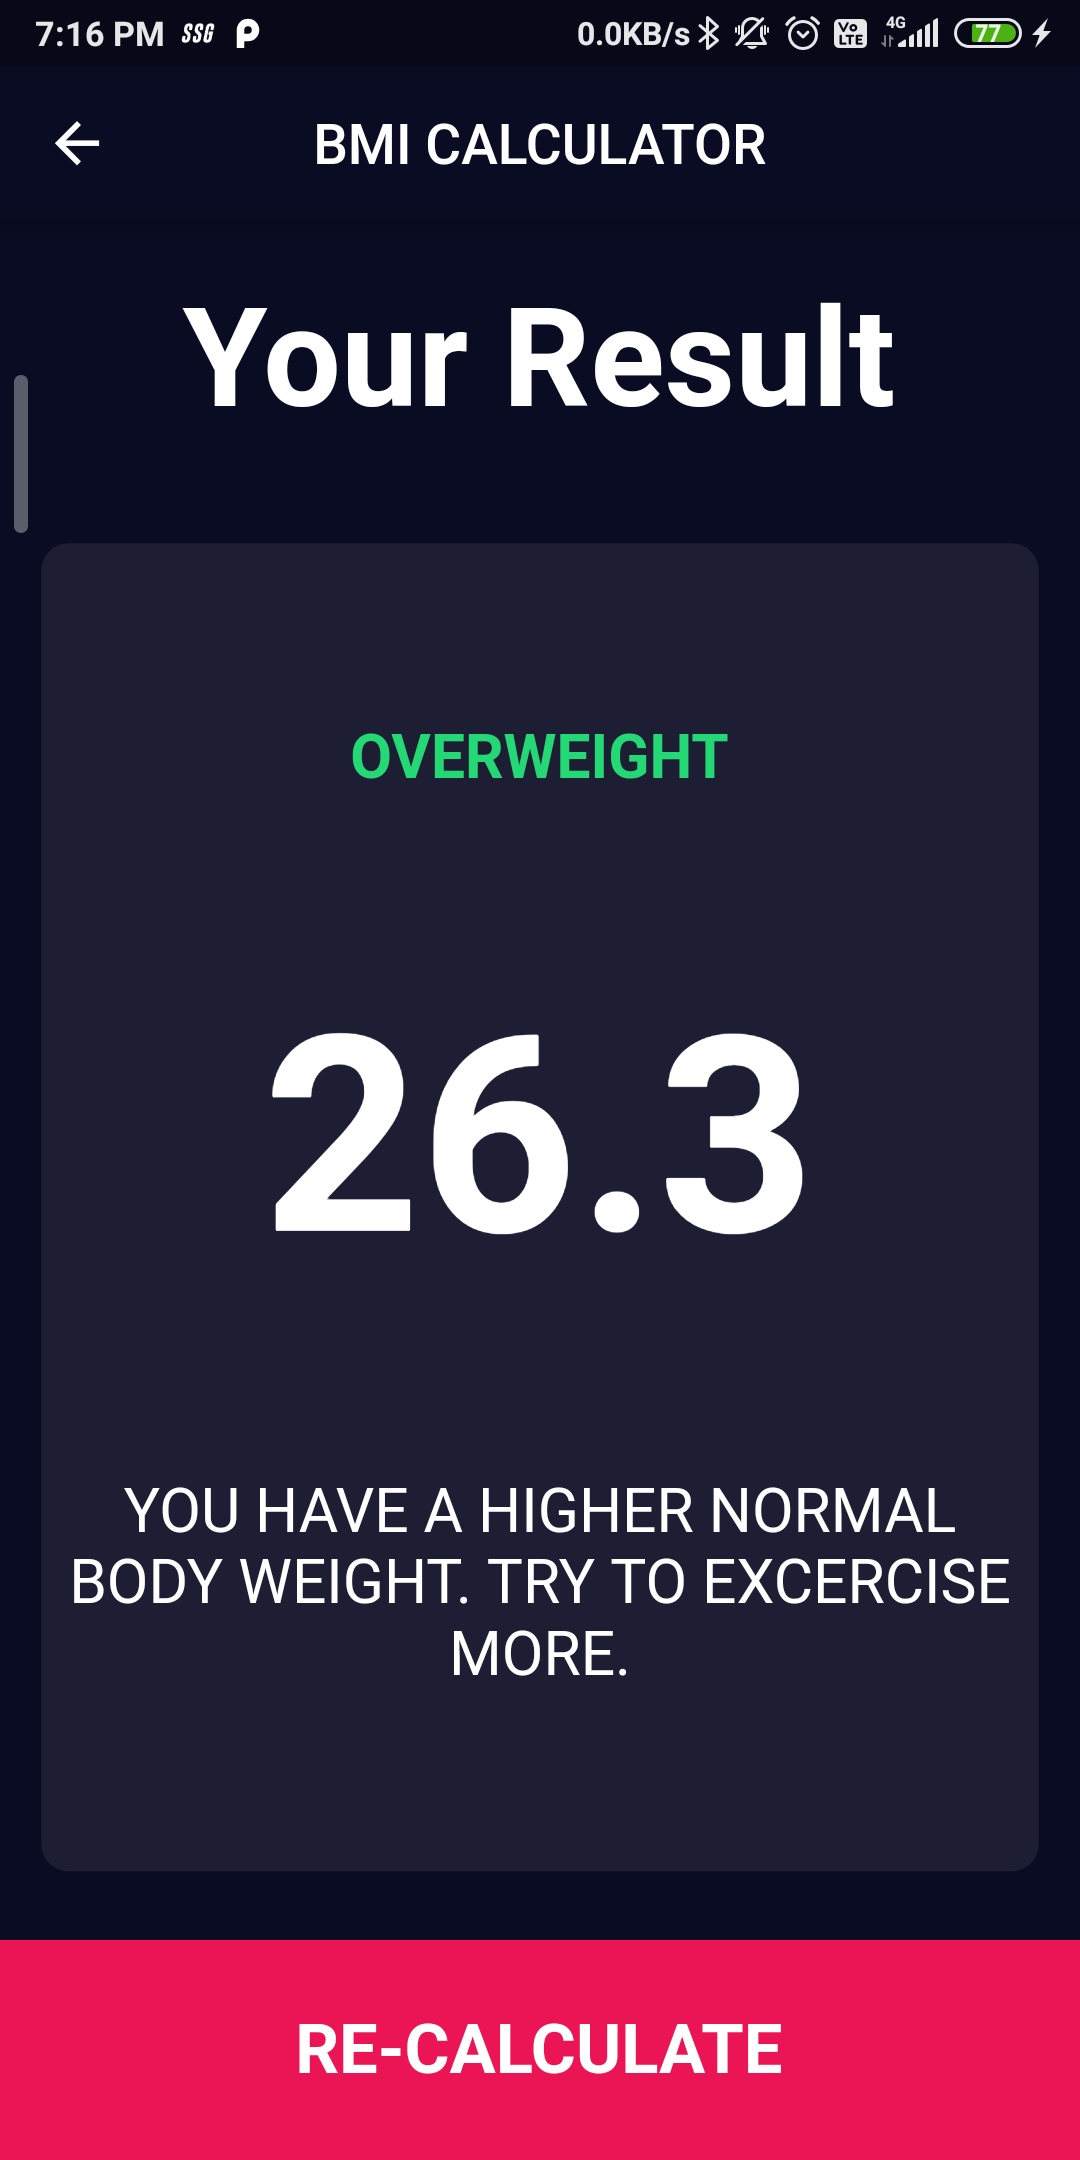 7:16 PM SSG 0.0KB/s Vo LTE 4G 77
BMI CALCULATOR
Your Result
OVERWEIGHT
26.3
YOU HAVE A HIGHER NORMAL
BODY WEIGHT. TRY TO EXCERCISE
MORE.
RE-CALCULATE